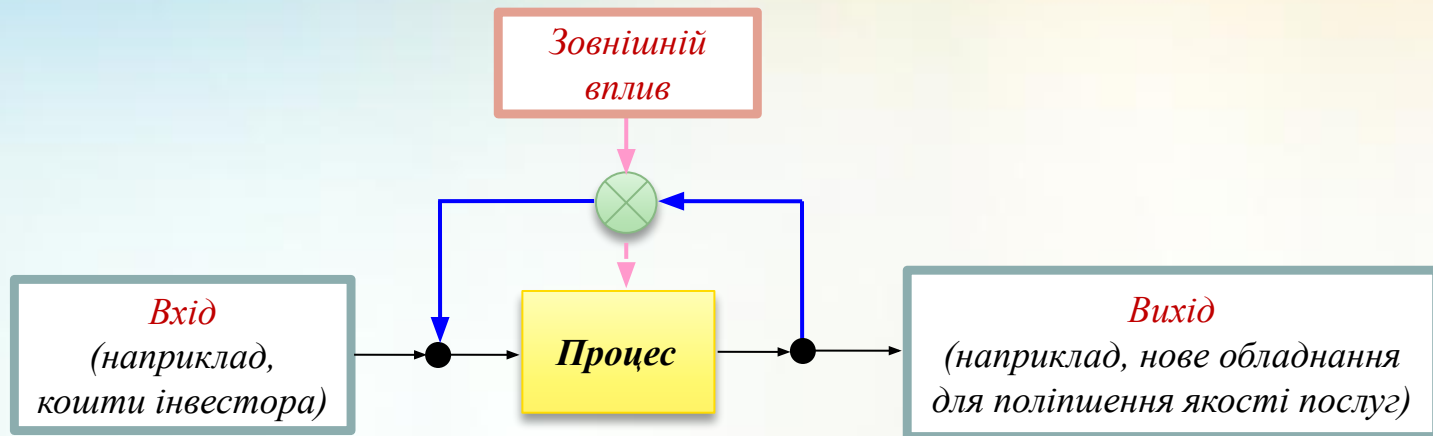 Зовнішній
вплив
Вхід
(наприклад,
кошти інвестора)
Процес
Вихід
(наприклад, нове обладнання
для поліпшення якості послуг)